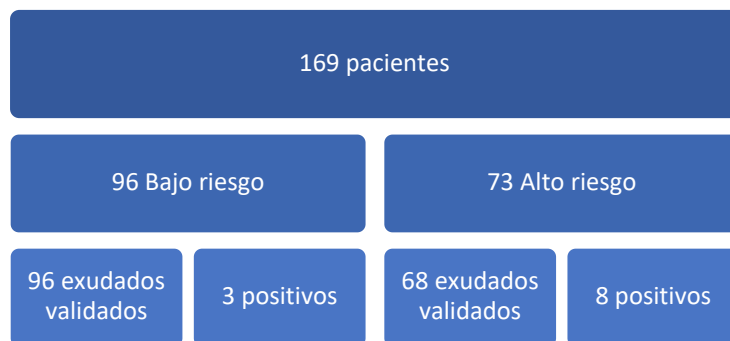 169 pacientes
96 Bajo riesgo
73 Alto riesgo
96 exudados
validados
3 positivos
68 exudados
validados
8 positivos